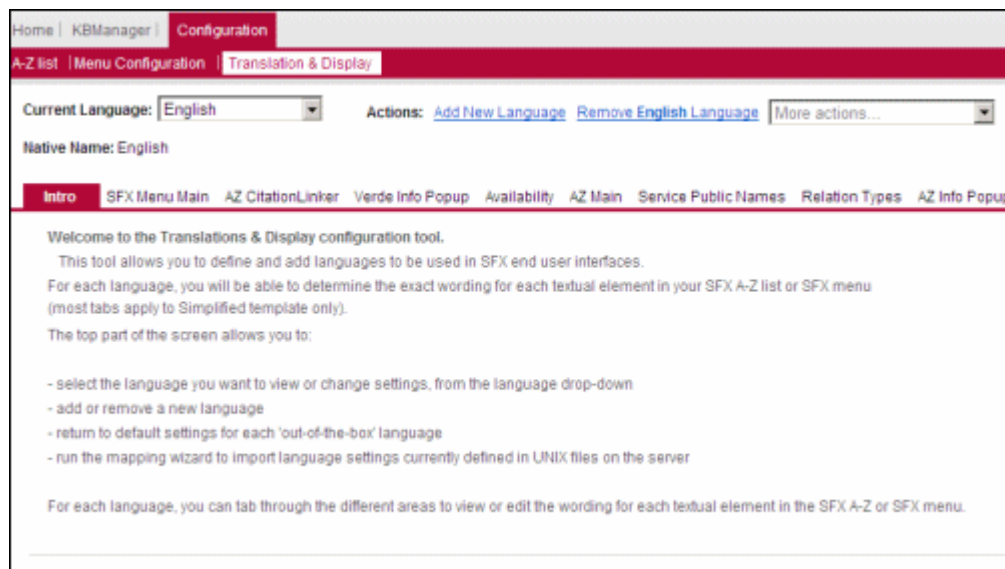 Home | KBManager | Configuration
A-Z list | Menu Configuration | Translation & Display
Current Language: English Actions: Add New Language Remove English Language More actions...
Native Name: English
Intro SFX Menu Main AZ CitationLinker Verde Info Popup Availability AZ Main Service Public Names Relation Types AZ Info Popup
Welcome to the Translations & Display configuration tool.
This tool allows you to define and add languages to be used in SFX end user interfaces.
For each language, you will be able to determine the exact wording for each textual element in your SFX A-Z list or SFX menu
(most tabs apply to Simplified template only).
The top part of the screen allows you to:
- select the language you want to view or change settings, from the language drop-down
- add or remove a new language
- return to default settings for each 'out-of-the-box' language
- run the mapping wizard to import language settings currently defined in UNIX files on the server
For each language, you can tab through the different areas to view or edit the wording for each textual element in the SFX A-Z or SFX menu.